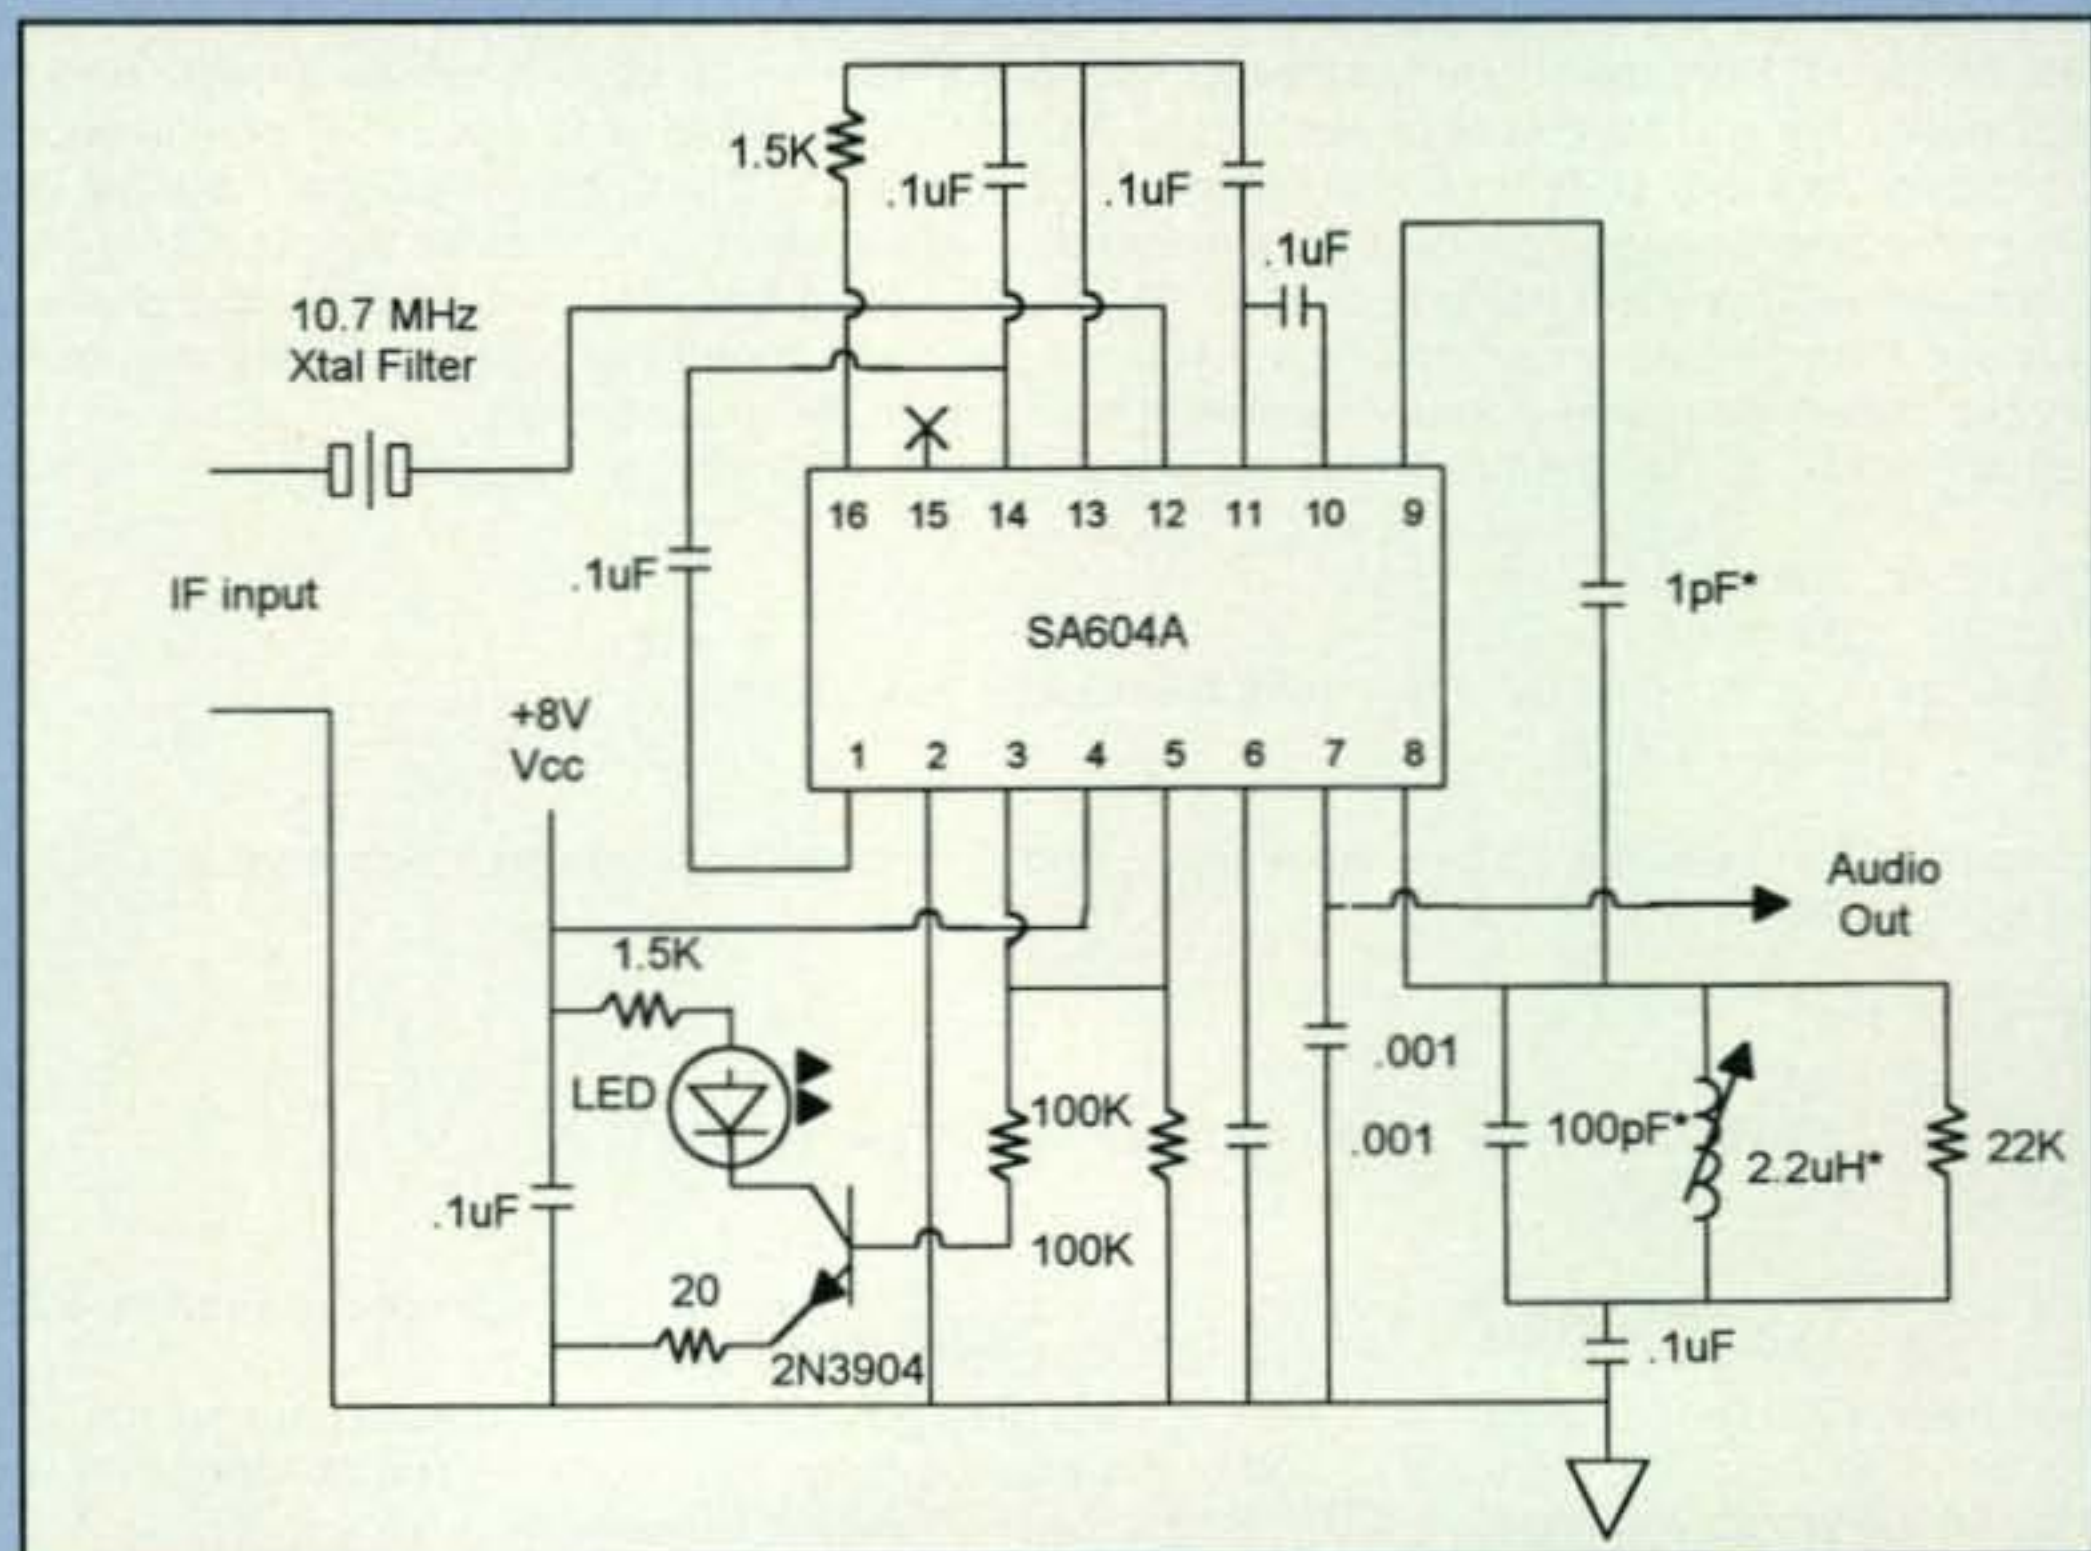 1.5K
.1uF
.1uF
.1uF
10.7 MHz
Xtal Filter
16 15 14 13 12 11 10 9
.1uF
1pF*
IF input
SA604A
+8V
Vcc
1 2 3 4 5 6 7 8
Audio
Out
1.5K
.001
LED
100K
.001
100pF*
2.2uH*
22K
.1uF
100K
20
.1uF
2N3904